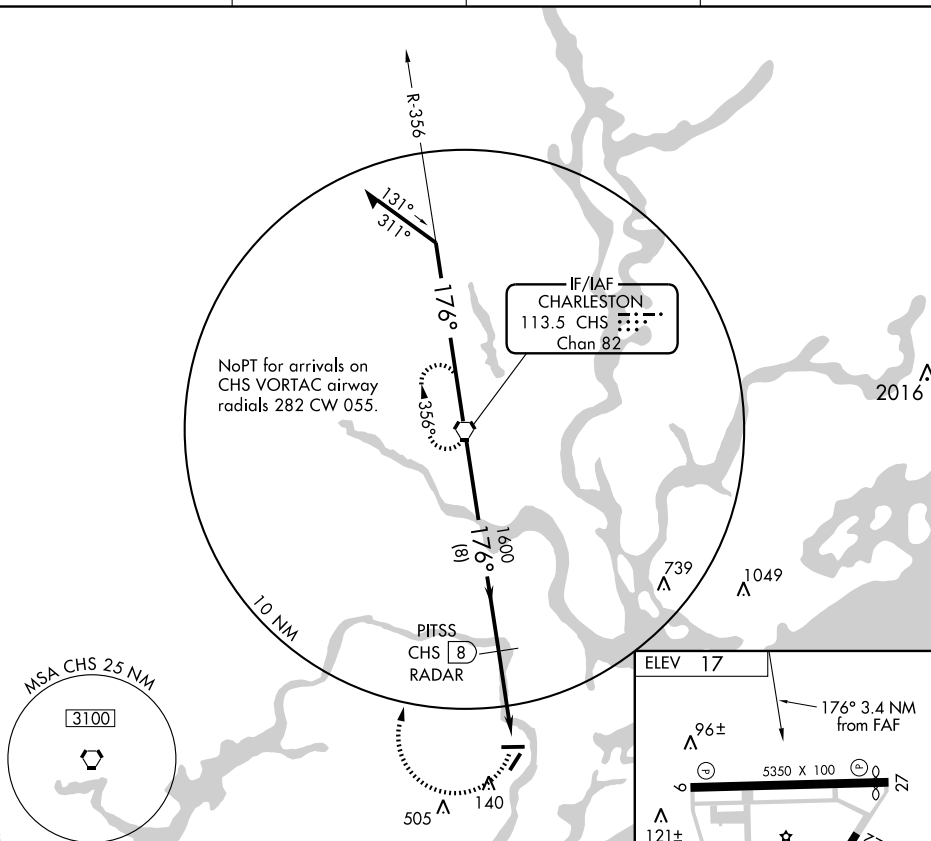 R-356
131°
311°
176°
IF/IAF
CHARLESTON
113.5 CHS
Chan 82
NoPT for arrivals on
CHS VORTAC airway
radials 282 CW 055.
2016
356°
1600
176°
(8)
739
1049
10 NM
PITSS
CHS 8
RADAR
MSA CHS 25 NM
3100
505
140
ELEV 17
176° 3.4 NM
from FAF
96±
P
5350 X 100
P
9
27
121±